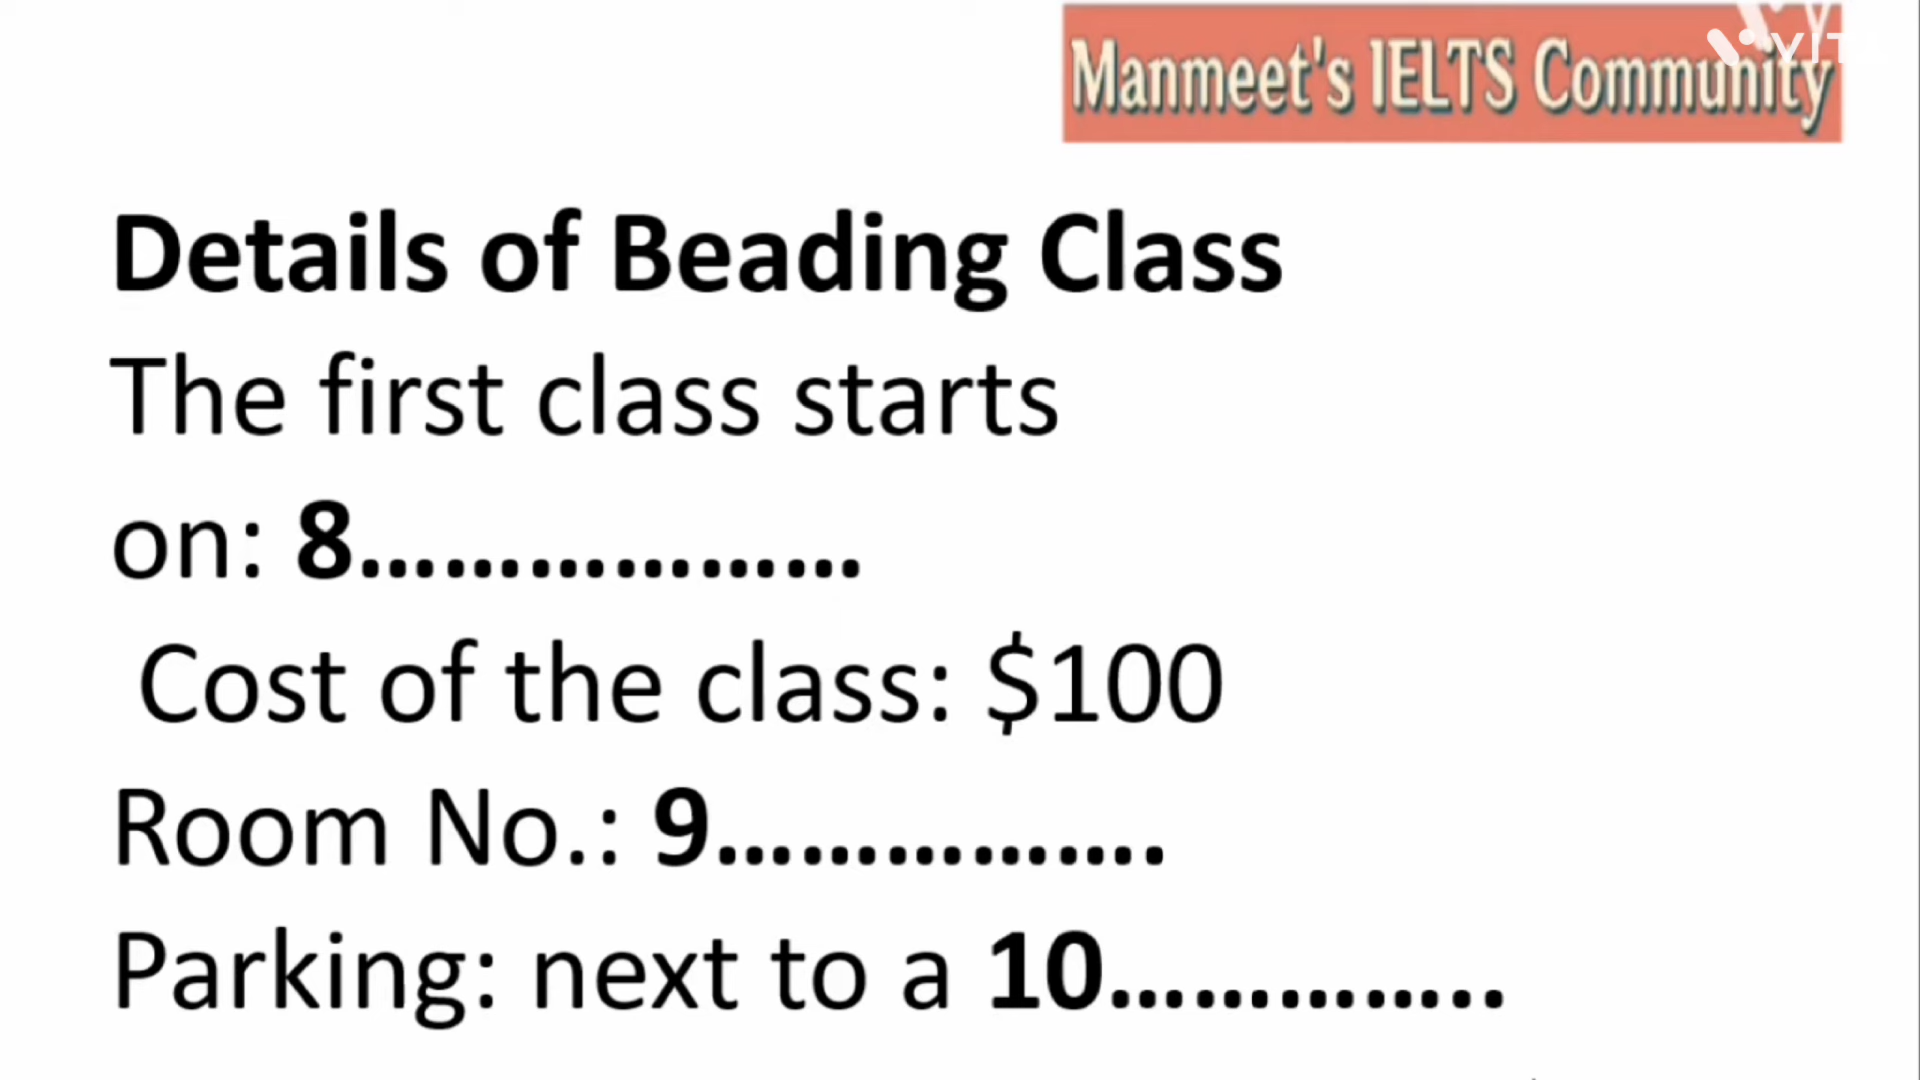 Manmeet's IELTS Community
Details of Beading Class
The first class starts
on: 8………………
Cost of the class: $100
Room No.: 9…………….
Parking: next to a 10…………..